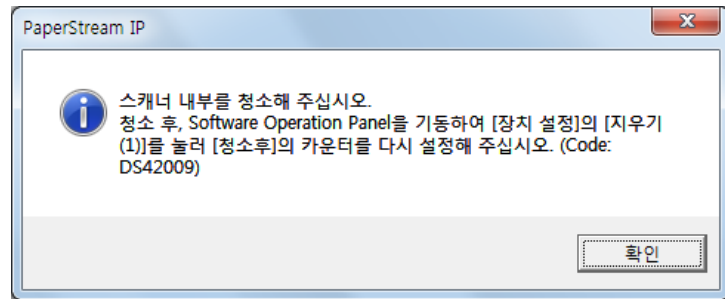 PaperStream IP
스캐너 내부를 청소해 주십시오.
청소 후, Software Operation Panel을 기동하여 [장치 설정]의 [지우기
(1)]를 눌러 [청소후]의 카운터를 다시 설정해 주십시오. (Code:
DS42009)
확인